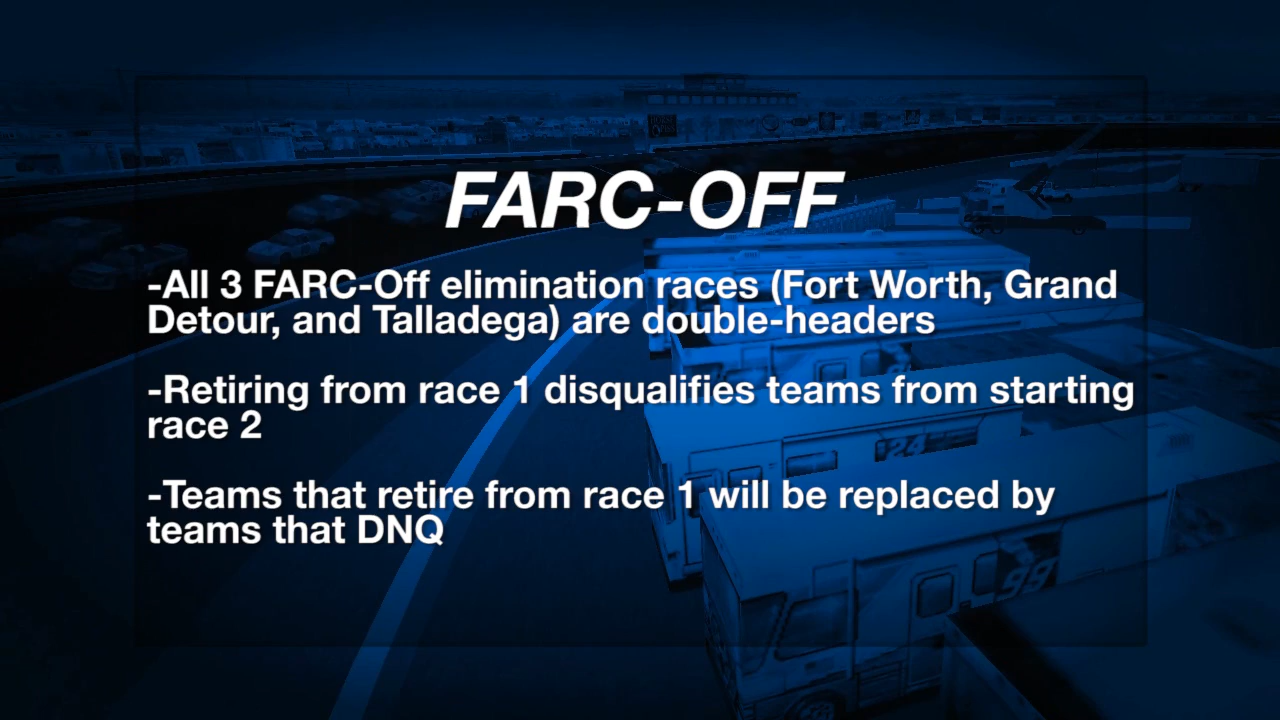 FARC-OFF
-All 3 FARC-Off elimination races (Fort Worth, Grand
Detour, and Talladega) are double-headers
-Retiring from race 1 disqualifies teams from starting
race 2
-Teams that retire from race 1 will be replaced by
teams that DNQ
24
99